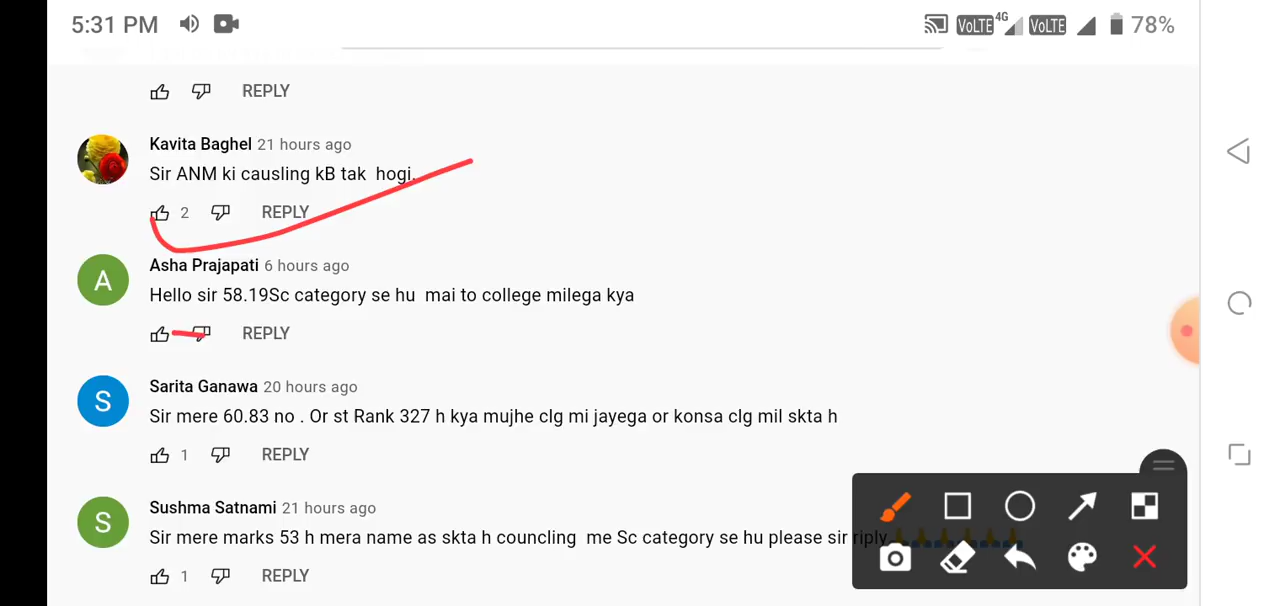 5:31 PM VoLTE 4G VoLTE 78%
REPLY
Kavita Baghel 21 hours ago
Sir ANM ki causling kB tak hogi.
2 REPLY
A
Asha Prajapati 6 hours ago
Hello sir 58.19Sc category se hu mai to college milega kya
REPLY
S
Sarita Ganawa 20 hours ago
Sir mere 60.83 no . Or st Rank 327 h kya mujhe clg mi jayega or konsa clg mil skta h
1 REPLY
S
Sushma Satnami 21 hours ago
Sir mere marks 53 h mera name as skta h councling me Sc category se hu please sir riply
1 REPLY